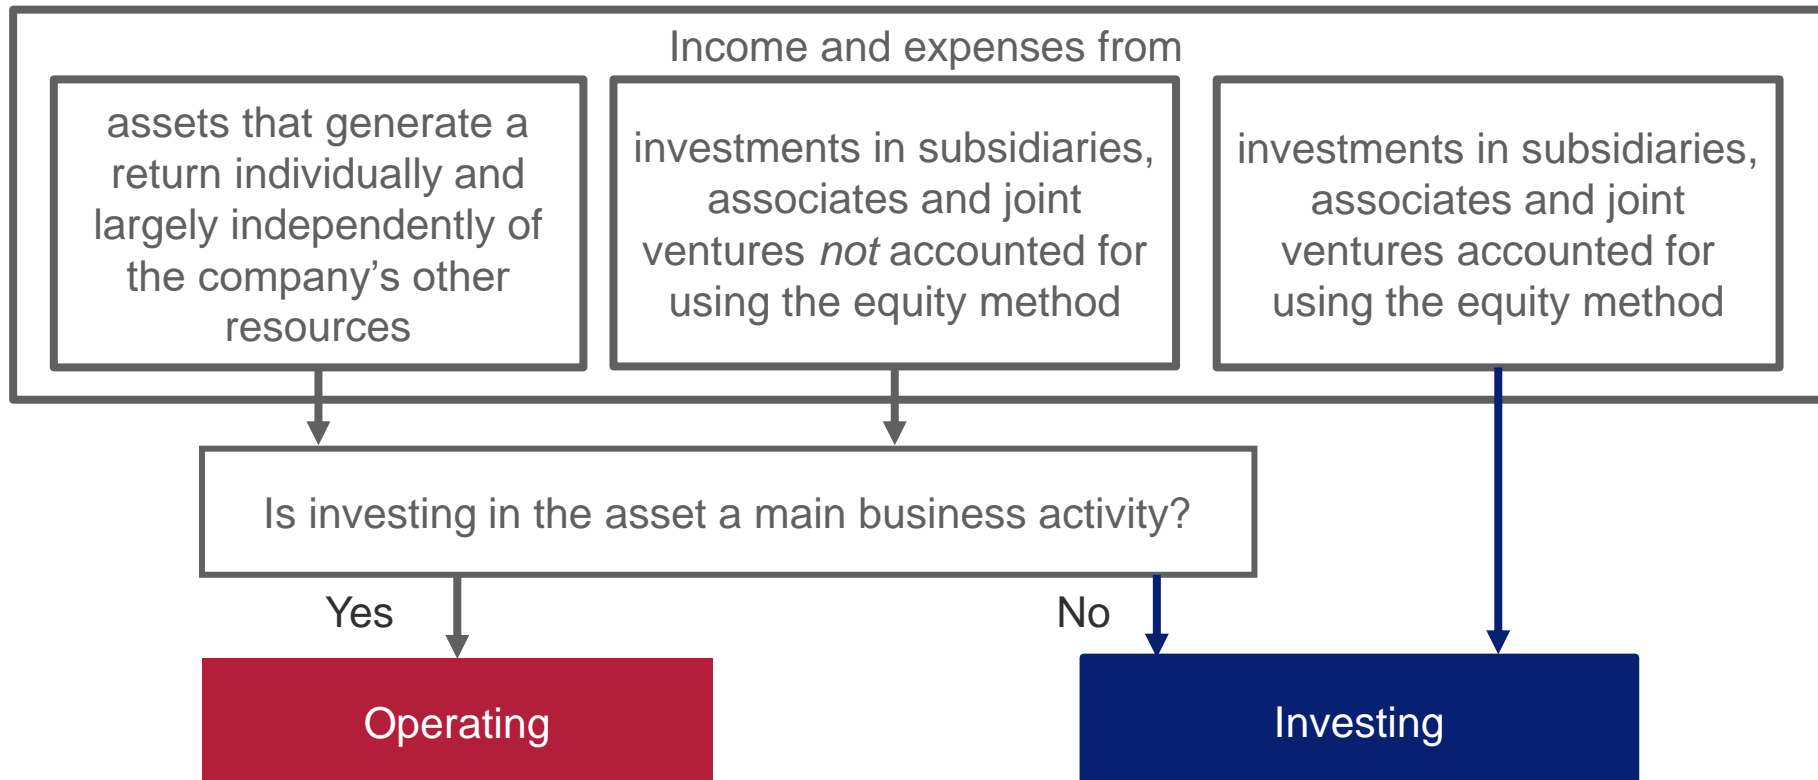 Income and expenses from
assets that generate a
return individually and
largely independently of
the company’s other
resources
investments in subsidiaries,
associates and joint
ventures not accounted for
using the equity method
investments in subsidiaries,
associates and joint
ventures accounted for
using the equity method
Is investing in the asset a main business activity?
Yes
No
Operating
Investing